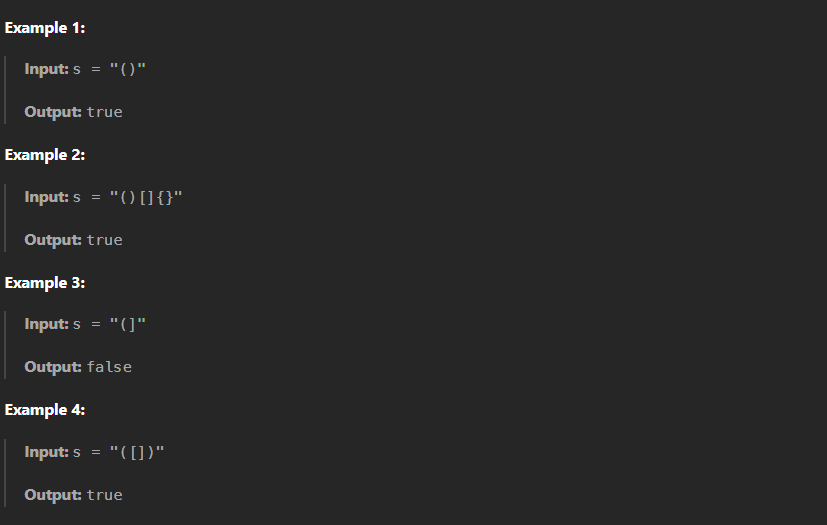 Example 1:
Input: s = "()"
Output: true
Example 2:
Input: s = "()[]{}"
Output: true
Example 3:
Input: s = "(]"
Output: false
Example 4:
Input: s = "([])"
Output: true